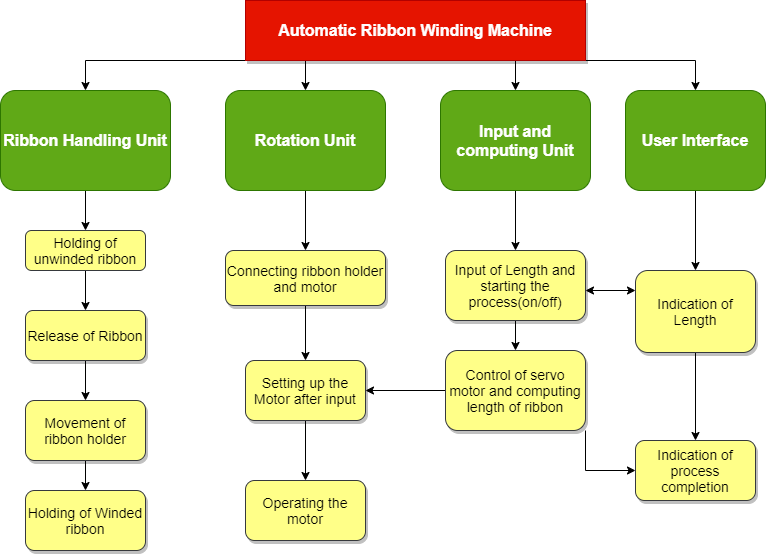 Automatic Ribbon Winding Machine
Ribbon Handling Unit
Rotation Unit
Input and
computing Unit
User Interface
Holding of
unwinded ribbon
Release of Ribbon
Movement of
ribbon holder
Holding of Winded
ribbon
Connecting ribbon holder
and motor
Setting up the
Motor after input
Operating the
motor
Input of Length and
starting the
process(on/off)
Control of servo
motor and computing
length of ribbon
Indication of
Length
Indication of
process
completion